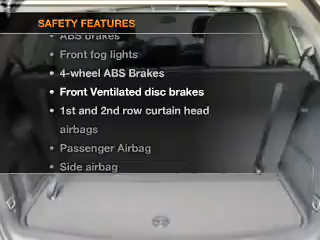 SAFETY FEATURES
• ABS brakes
• Front fog lights
• 4-wheel ABS Brakes
• Front Ventilated disc brakes
• 1st and 2nd row curtain head
airbags
• Passenger Airbag
• Side airbag